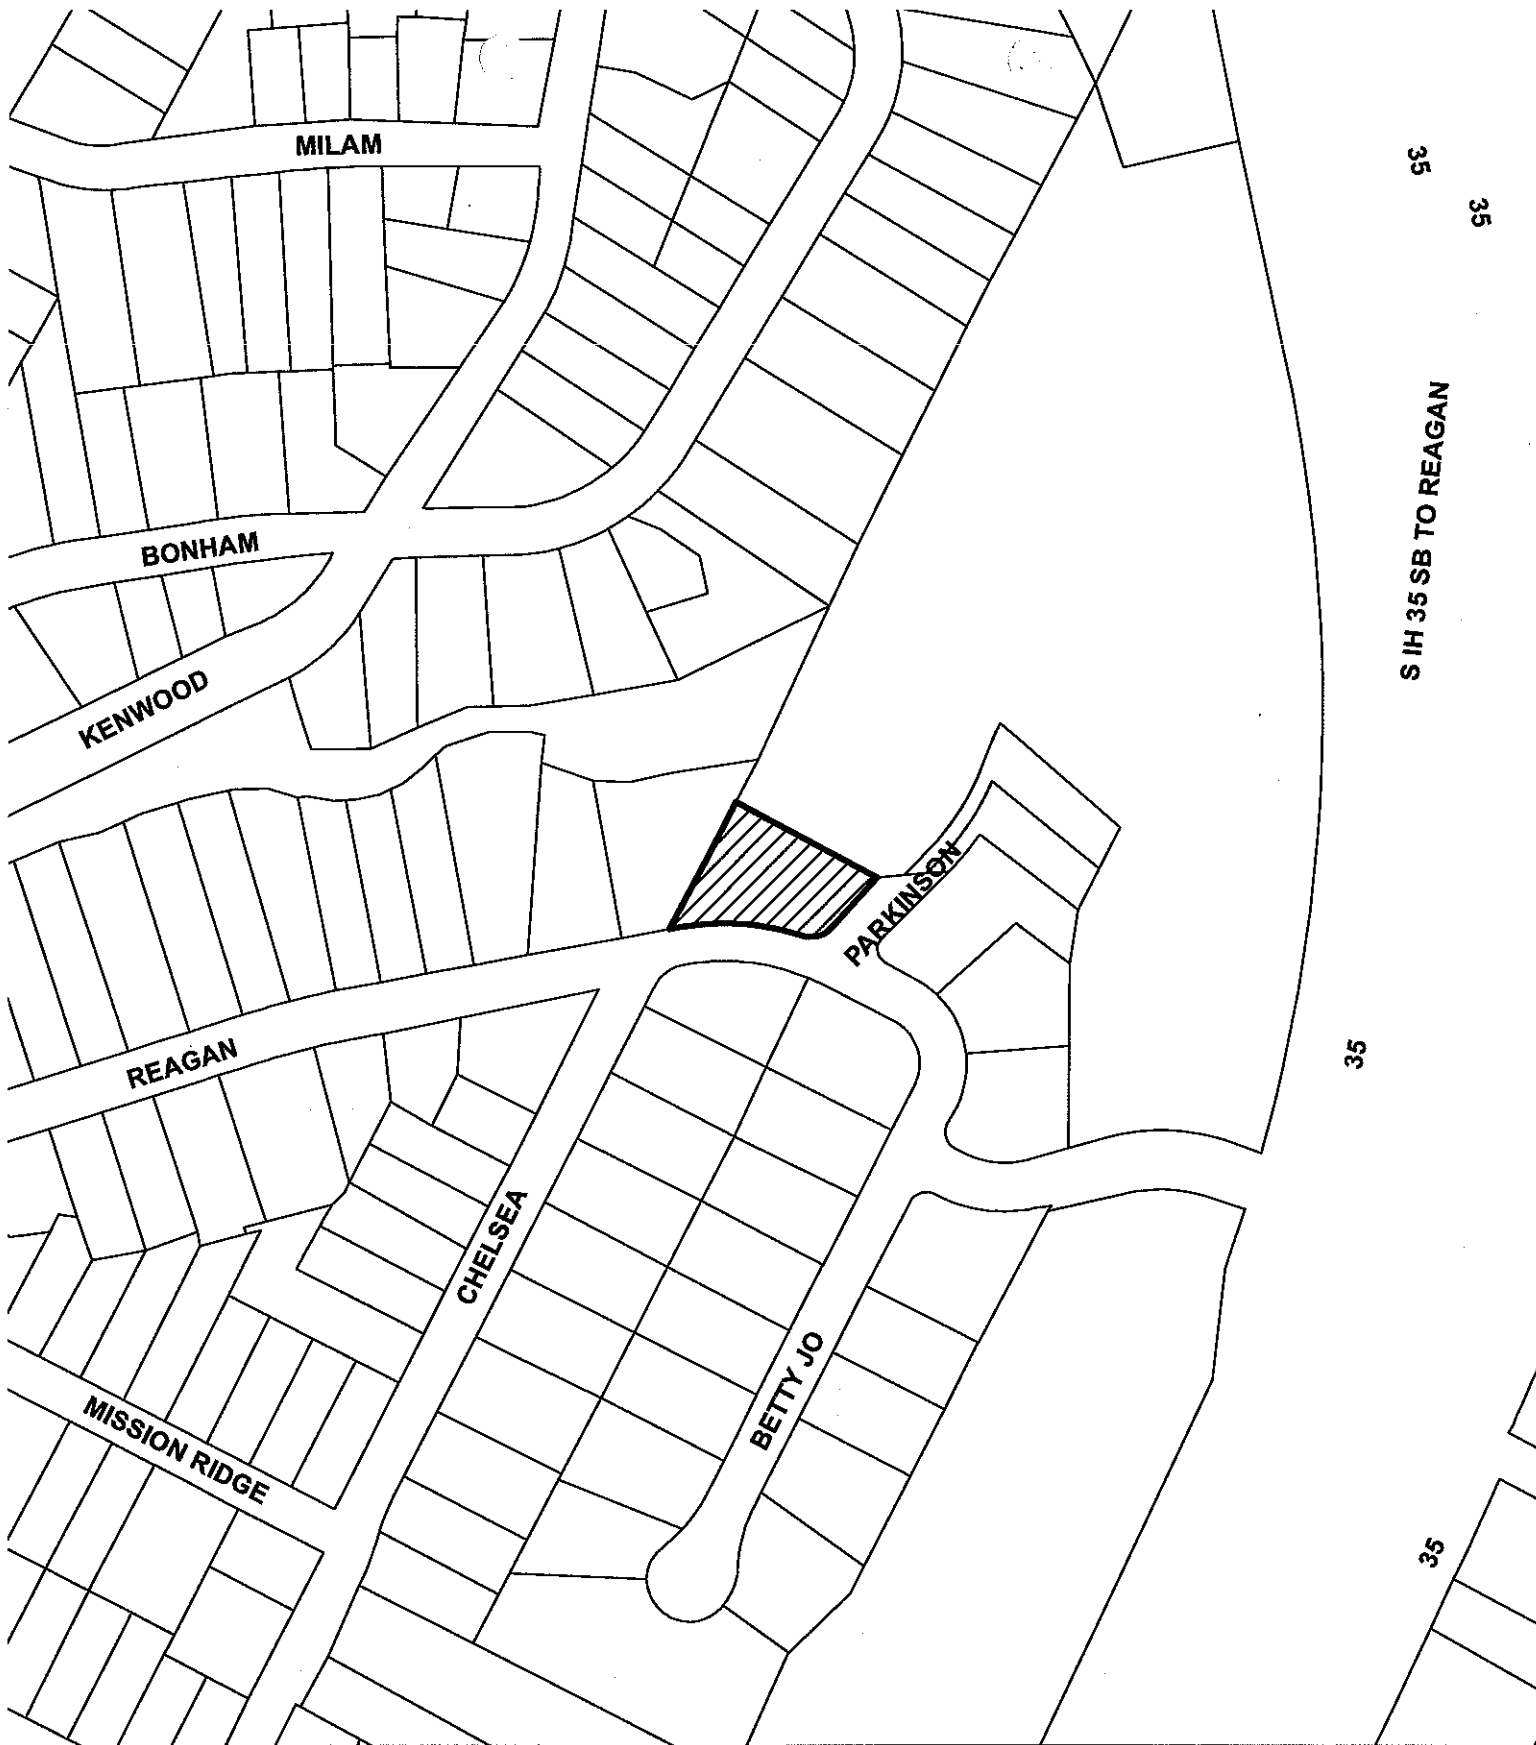 MILAM
35
35
S IH 35 SB TO REAGAN
BONHAM
KENWOOD
PARKINSON
REAGAN
35
CHELSEA
BETTY JO
MISSION RIDGE
35